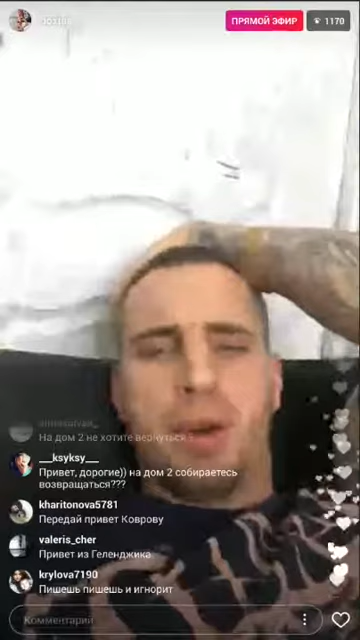 ПРЯМОЙ ЭФИР
1170
На дом 2 не хотите вернуться
__ksyksy__
Привет, дорогие)) на дом 2 собираетесь
возвращаться???
kharitonova5781
Передай привет Коврову
valeris_cher
Привет из Геленджика
krylova7190
Пишешь пишешь и игнорит
Комментарий